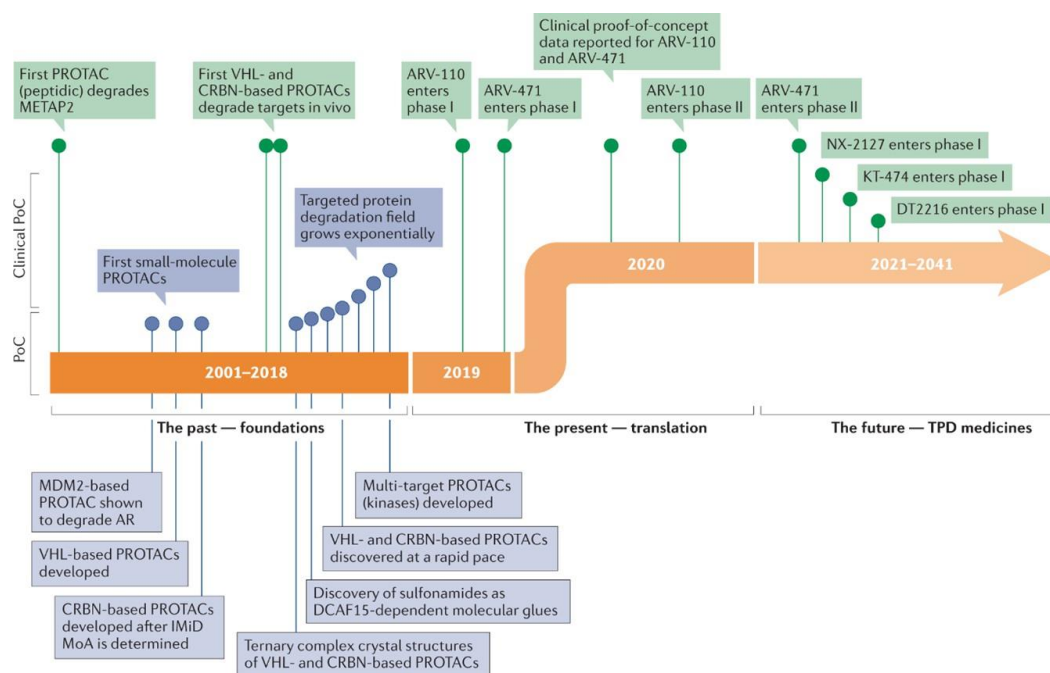 Clinical proof-of-concept
data reported for ARV-110
and ARV-471
First PROTAC
(peptidic) degrades
METAP2
First VHL- and
CRBN-based PROTACs
degrade targets in vivo
ARV-110
enters
phase I
ARV-471
enters phase I
ARV-110
enters phase II
ARV-471
enters phase II
NX-2127 enters phase I
KT-474 enters phase I
DT2216 enters phase I
Clinical PoC
PoC
First small-molecule
PROTACs
Targeted protein
degradation field
grows exponentially
2001–2018
2019
2020
2021–2041
The past — foundations
The present — translation
The future — TPD medicines
MDM2-based
PROTAC shown
to degrade AR
VHL-based PROTACs
developed
CRBN-based PROTACs
developed after IMiD
MoA is determined
Multi-target PROTACs
(kinases) developed
VHL- and CRBN-based PROTACs
discovered at a rapid pace
Discovery of sulfonamides as
DCAF15-dependent molecular glues
Ternary complex crystal structures
of VHL- and CRBN-based PROTACs